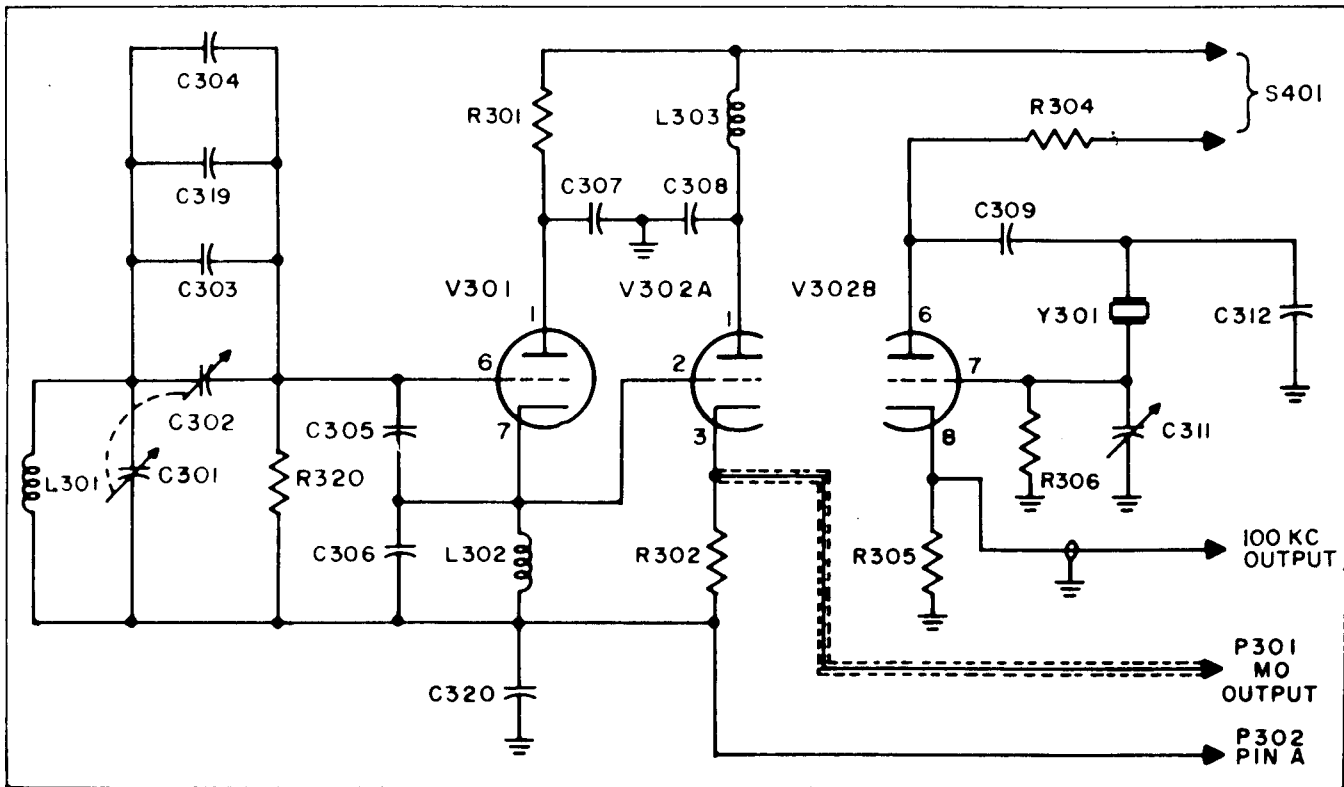 C304
C319
C303
C302
C301
L301
R320
C305
C306
L302
C320
R301
L303
C307
C308
V301
V302A
V302B
1
6
7
1
2
3
6
7
8
R302
R305
R304
S401
C309
Y301
C312
C311
R306
100 KC
OUTPUT
P301
MO
OUTPUT
P302
PIN A